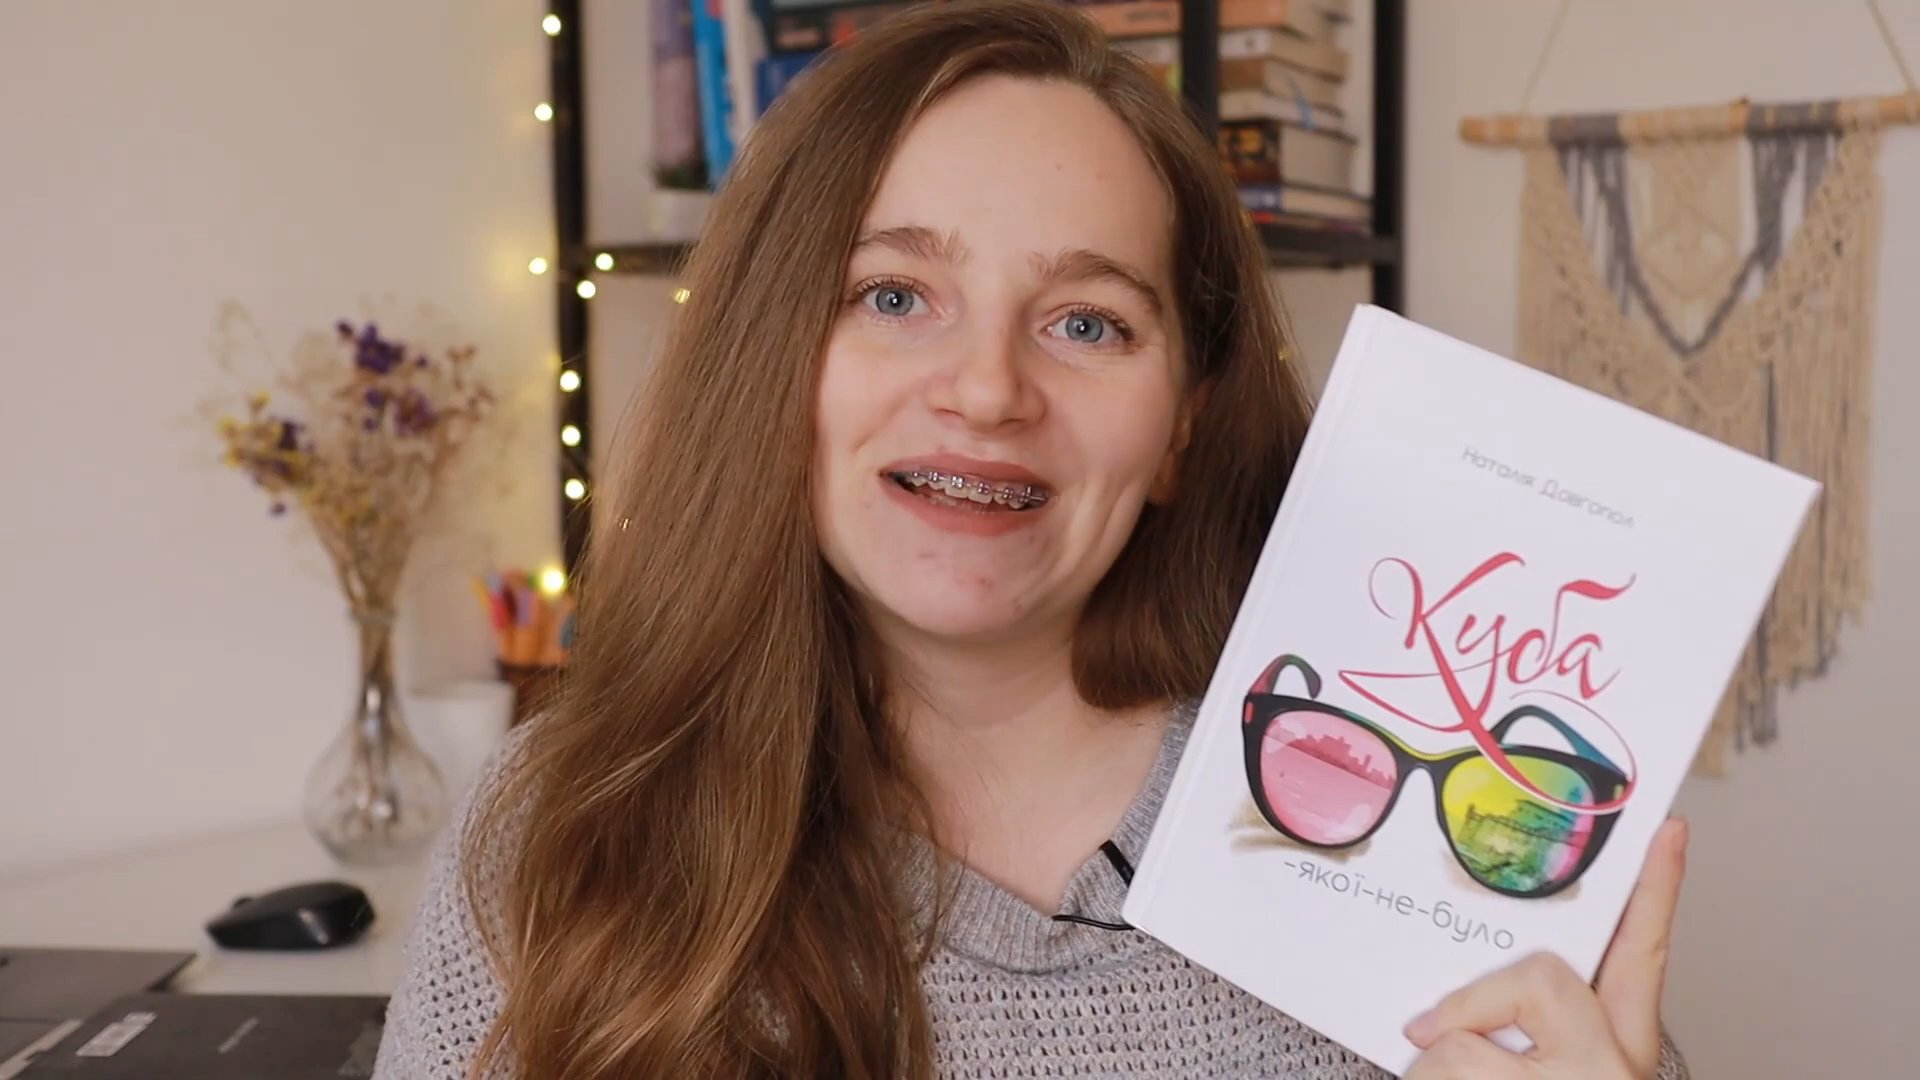 Наталія Довгопол
Куба
-якої-не-було